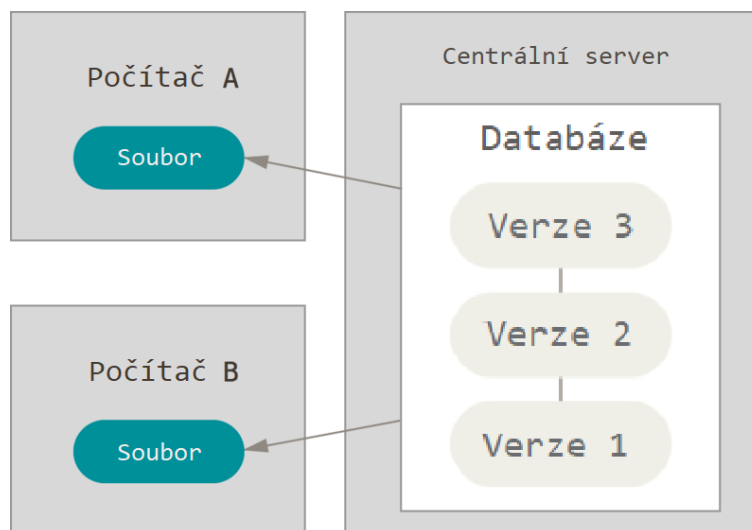 Počítač A
Soubor
Počítač B
Soubor
Centrální server
Databáze
Verze 3
Verze 2
Verze 1